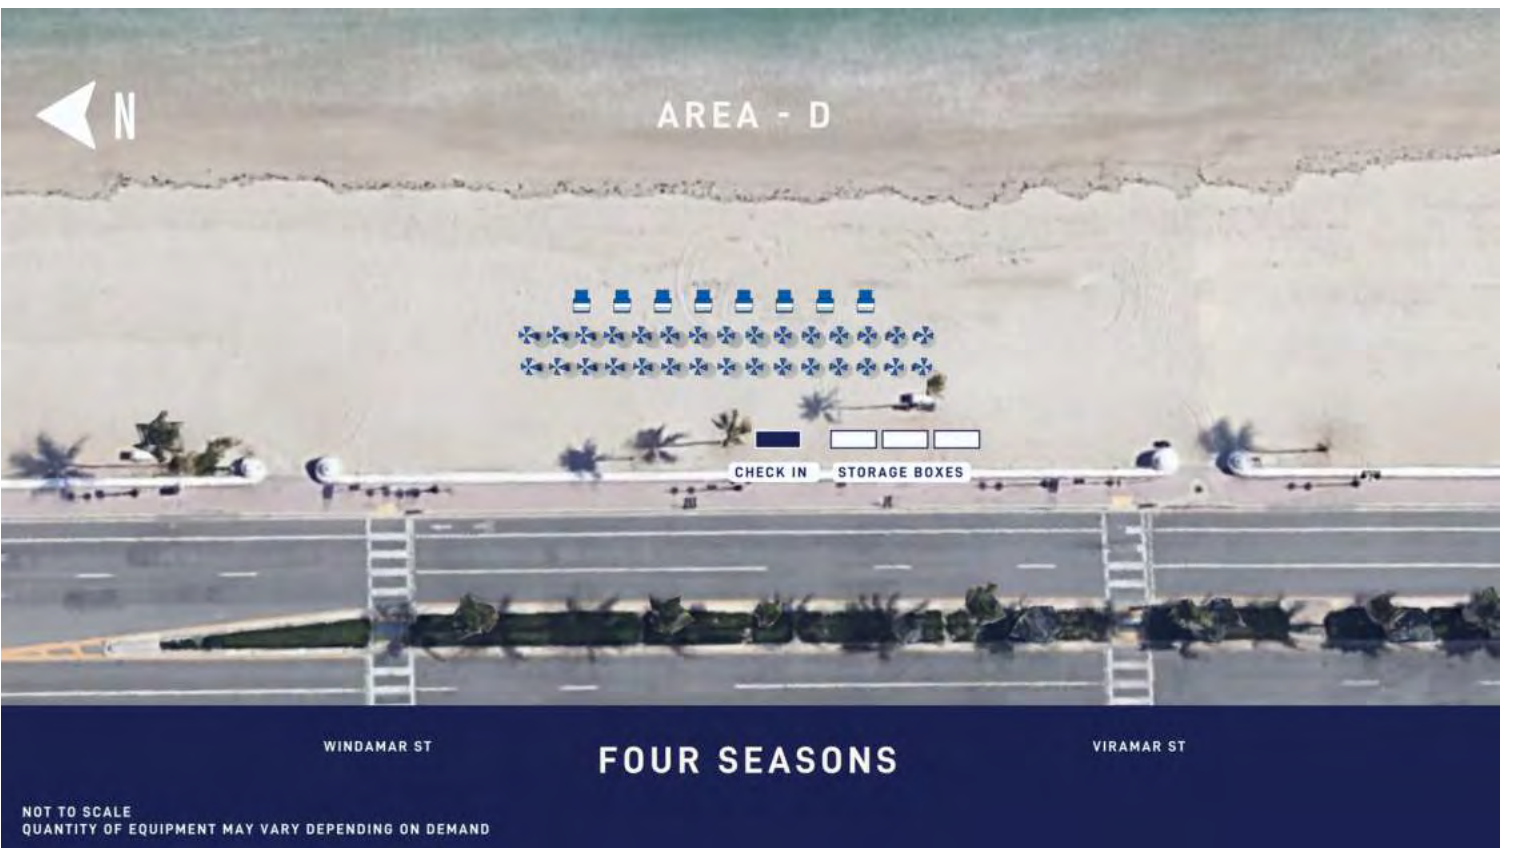 N
AREA - D
CHECK IN
STORAGE BOXES
WINDAMAR ST
FOUR SEASONS
VIRAMAR ST
NOT TO SCALE
QUANTITY OF EQUIPMENT MAY VARY DEPENDING ON DEMAND